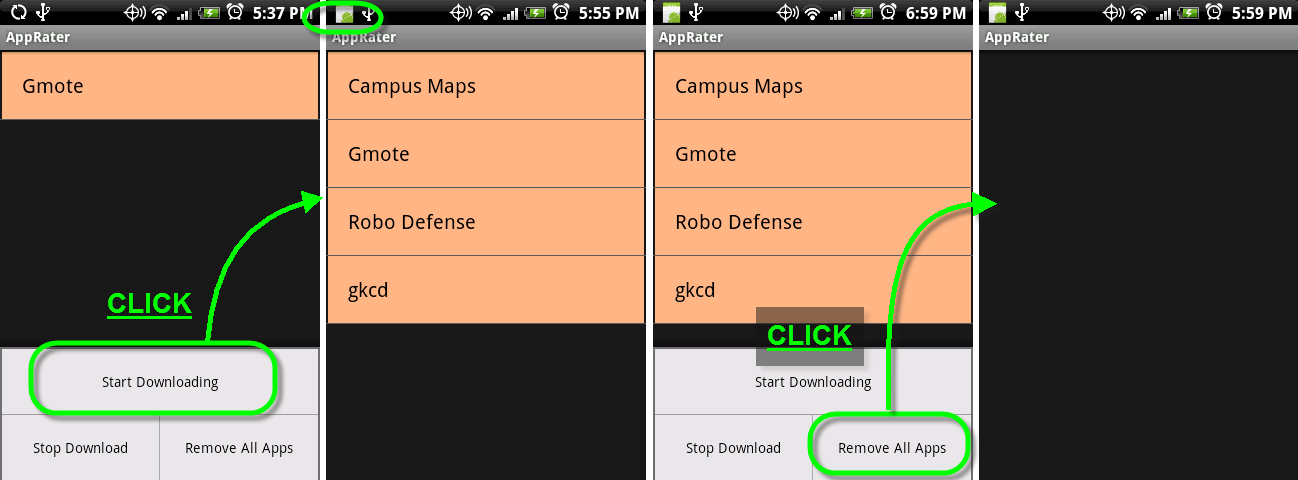 5:37 PM
AppRater
Gmote
CLICK
Start Downloading
Stop Download
Remove All Apps
5:55 PM
AppRater
Campus Maps
Gmote
Robo Defense
gkcd
6:59 PM
AppRater
Campus Maps
Gmote
Robo Defense
gkcd
CLICK
Start Downloading
Stop Download
Remove All Apps
5:59 PM
AppRater